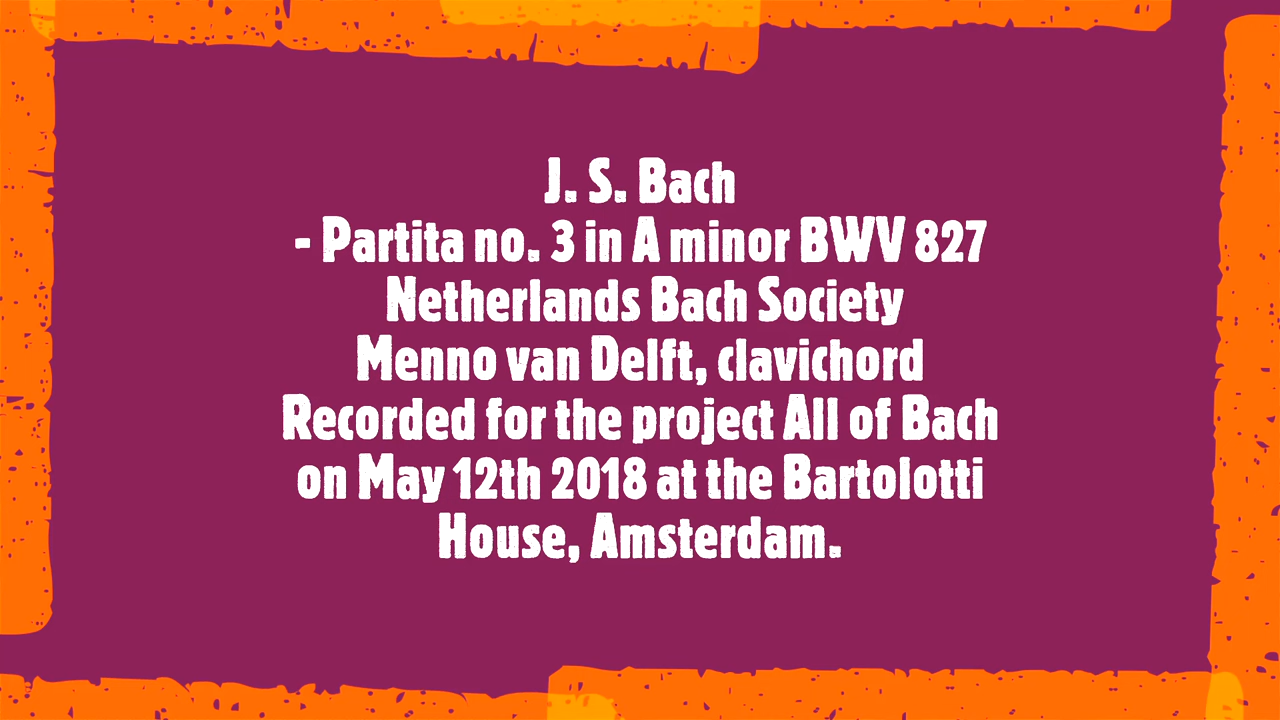 J. S. Bach
- Partita no. 3 in A minor BWV 827
Netherlands Bach Society
Menno van Delft, clavichord
Recorded for the project All of Bach
on May 12th 2018 at the Bartolotti
House, Amsterdam.